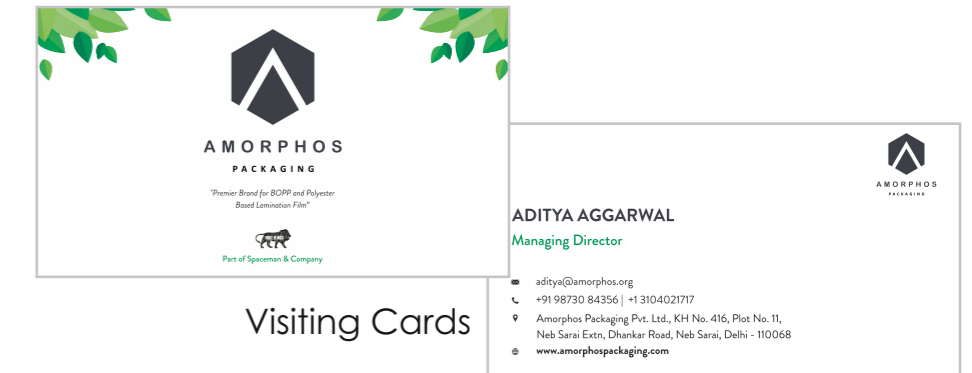 AMORPHOS
PACKAGING
"Premier Brand for BOPP and Polyester
Based Lamination Film"
Part of Spaceman & Company
Visiting Cards
AMORPHOS
PACKAGING
ADITYA AGGARWAL
Managing Director
aditya@amorphos.org
+91 98730 84356 | +1 3104021717
Amorphos Packaging Pvt. Ltd., KH No. 416, Plot No. 11,
Neb Sarai Extn, Dhankar Road, Neb Sarai, Delhi - 110068
www.amorphospackaging.com